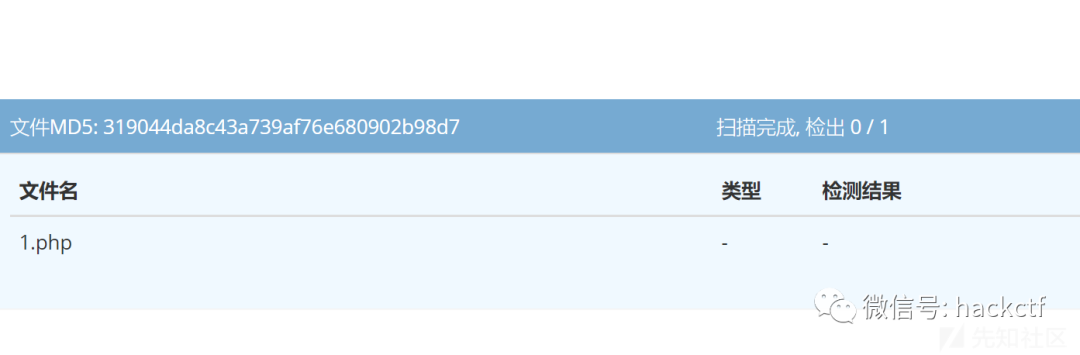 文件MD5: 319044da8c43a739af76e680902b98d7 扫描完成, 检出 0 / 1
文件名 类型 检测结果
1.php - -
微信号: hackctf
先知社区